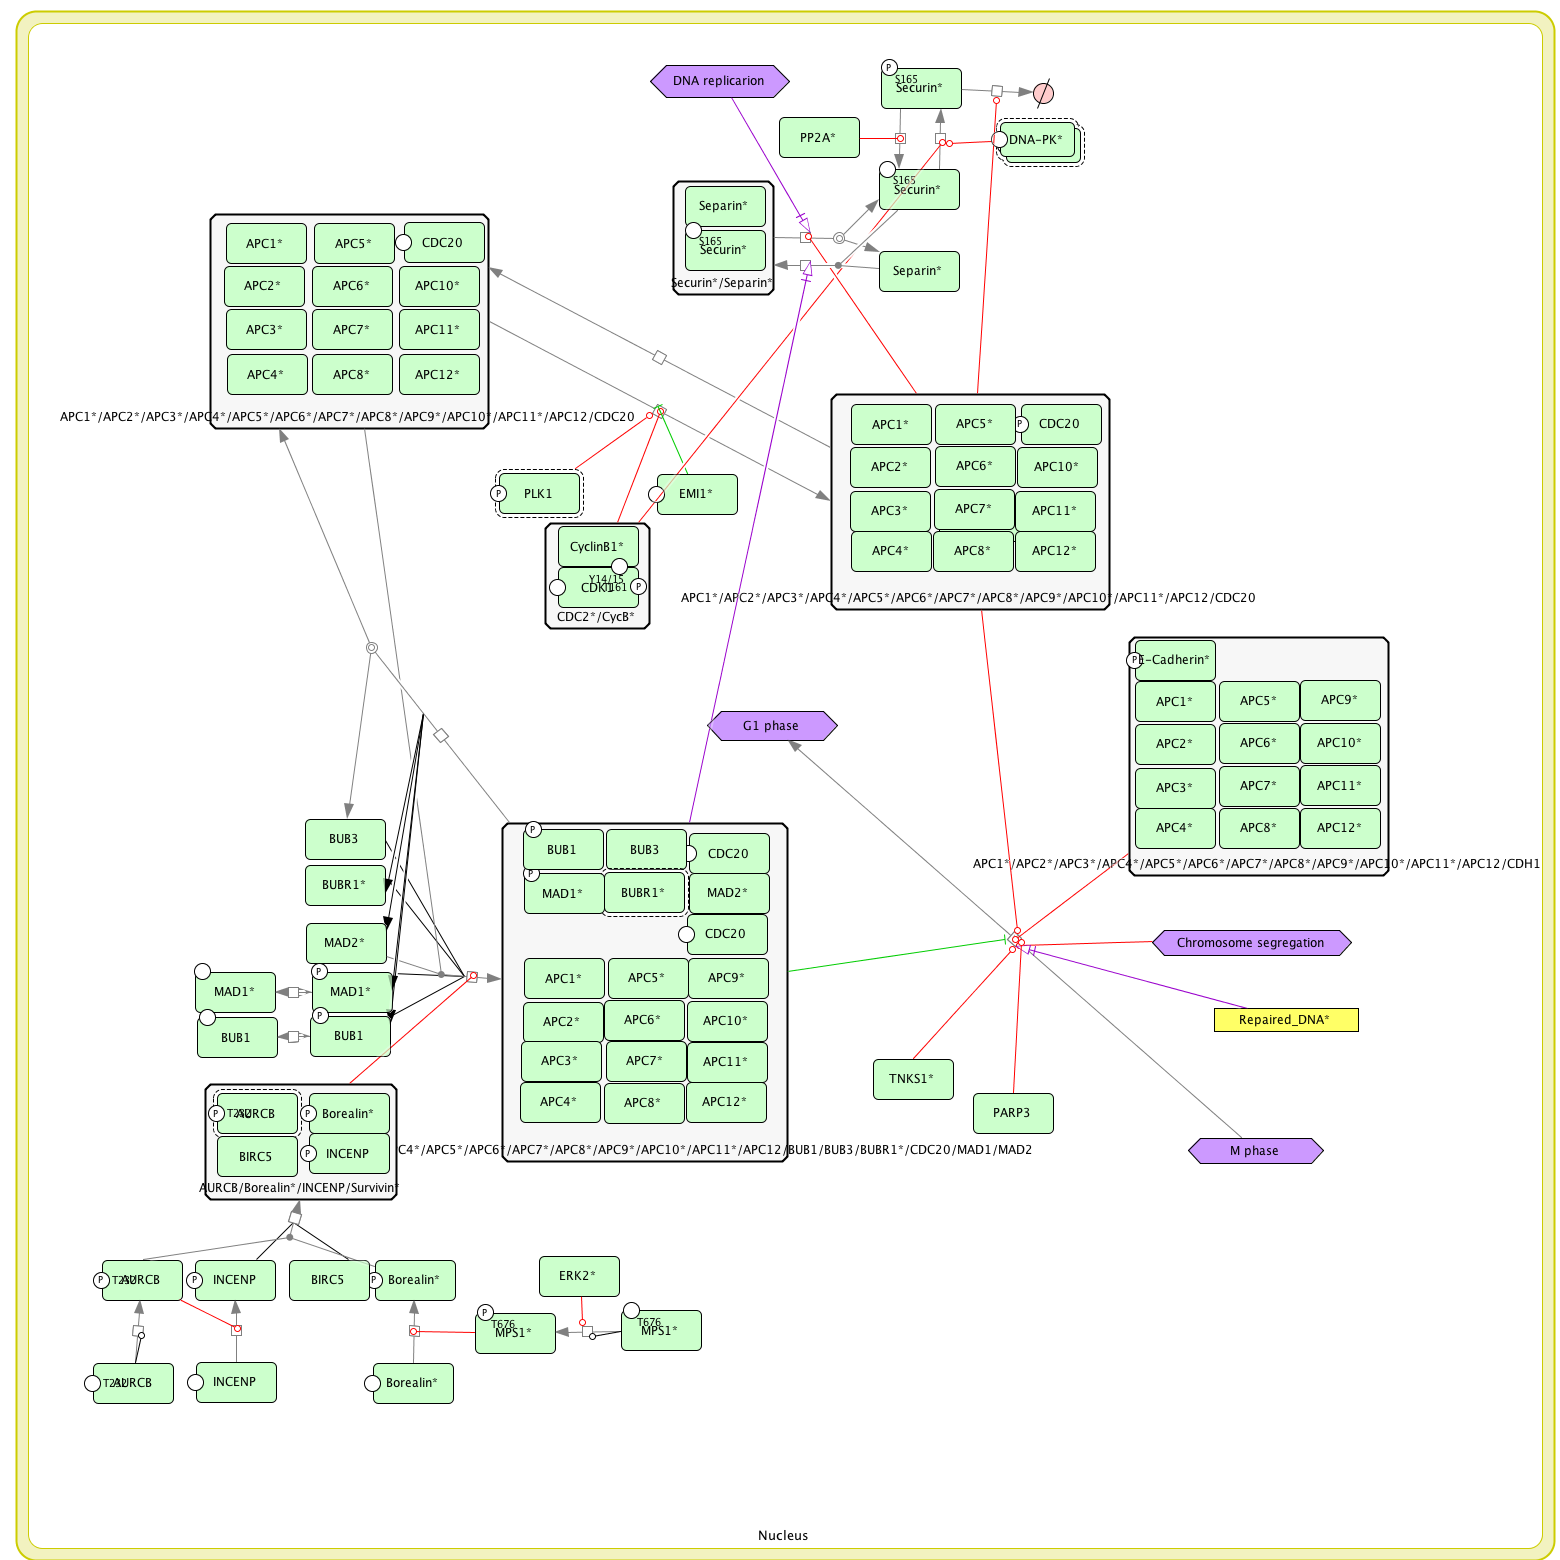 DNA replicarion
P
S165
Securin*
PP2A*
DNA-PK*
S165
Securin*
Separin*
S165
Securin*
Securin*/Separin*
Separin*
APC1*
APC5*
CDC20
APC2*
APC6*
APC10*
APC3*
APC7*
APC11*
APC4*
APC8*
APC12*
APC1*/APC2*/APC3*/APC4*/APC5*/APC6*/APC7*/APC8*/APC9*/APC10*/APC11*/APC12/CDC20
P
PLK1
EMI1*
CyclinB1*
Y14/15
T161
CDK1
P
CDC2*/CycB*
APC1*
APC5*
P
CDC20
APC2*
APC6*
APC10*
APC3*
APC7*
APC11*
APC4*
APC8*
APC12*
APC1*/APC2*/APC3*/APC4*/APC5*/APC6*/APC7*/APC8*/APC9*/APC10*/APC11*/APC12/CDC20
P
E-Cadherin*
APC1*
APC5*
APC9*
APC2*
APC6*
APC10*
APC3*
APC7*
APC11*
APC4*
APC8*
APC12*
APC1*/APC2*/APC3*/APC4*/APC5*/APC6*/APC7*/APC8*/APC9*/APC10*/APC11*/APC12/CDH1
G1 phase
BUB3
BUBR1*
MAD2*
MAD1*
P
MAD1*
BUB1
P
BUB1
P
BUB1
BUB3
CDC20
P
MAD1*
BUBR1*
MAD2*
CDC20
APC1*
APC5*
APC9*
APC2*
APC6*
APC10*
APC3*
APC7*
APC11*
APC4*
APC8*
APC12*
C4*/APC5*/APC6*/APC7*/APC8*/APC9*/APC10*/APC11*/APC12/BUB1/BUB3/BUBR1*/CDC20/MAD1/MAD2
Chromosome segregation
Repaired_DNA*
TNKS1*
PARP3
M phase
P
T232
AURCB
P
Borealin*
BIRC5
P
INCENP
AURCB/Borealin*/INCENP/Survivin*
P
T232
AURCB
P
INCENP
BIRC5
P
Borealin*
ERK2*
P
T676
MPS1*
T676
MPS1*
T232
AURCB
INCENP
Borealin*
Nucleus